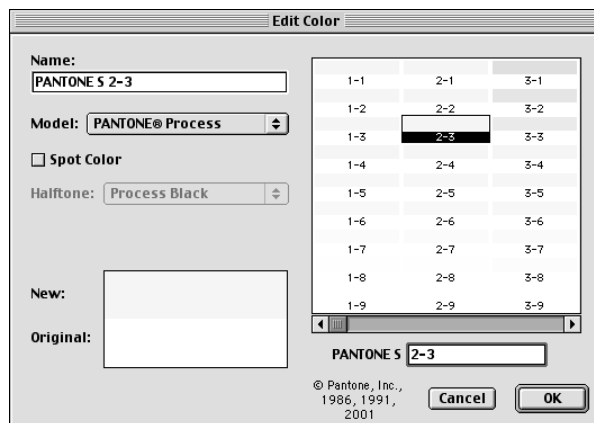 Edit Color
Name:
PANTONE S 2-3
Model: PANTONE® Process
Spot Color
Halftone: Process Black
New:
Original:
1-1 2-1 3-1
1-2 2-2 3-2
1-3 2-3 3-3
1-4 2-4 3-4
1-5 2-5 3-5
1-6 2-6 3-6
1-7 2-7 3-7
1-8 2-8 3-8
1-9 2-9 3-9
PANTONE S 2-3
© Pantone, Inc.,
1986, 1991,
2001
Cancel OK